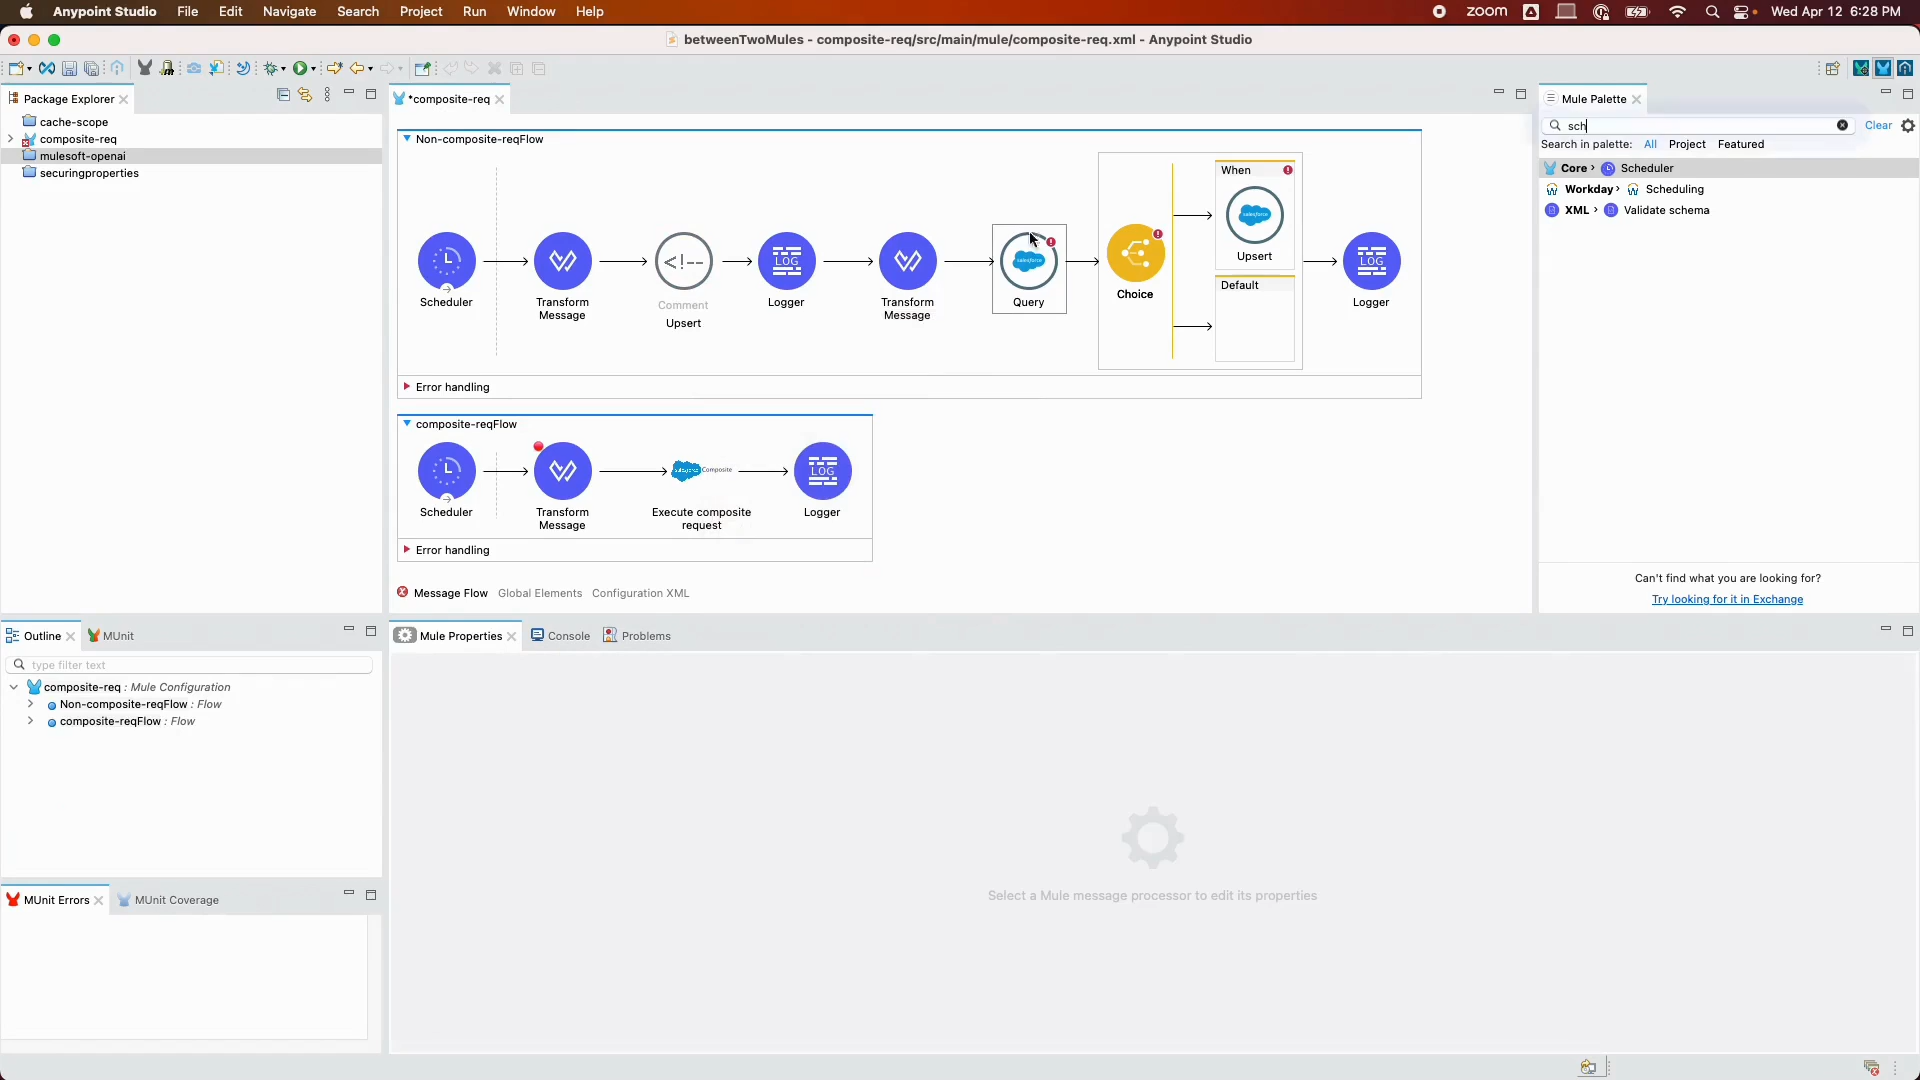 Anypoint Studio File Edit Navigate Search Project Run Window Help
zoom Wed Apr 12 6:28 PM
betweenTwoMules - composite-req/src/main/mule/composite-req.xml - Anypoint Studio
Package Explorer
cache-scope
composite-req
mulesoft-openai
securingproperties
*composite-req
Non-composite-reqFlow
Scheduler
Transform
Message
<!--
Comment
Upsert
LOG
Logger
Transform
Message
salesforce
Query
Choice
When
salesforce
Upsert
Default
LOG
Logger
Error handling
composite-reqFlow
Scheduler
Transform
Message
salesforce Composite
Execute composite
request
LOG
Logger
Error handling
Message Flow Global Elements Configuration XML
Mule Palette
sch Clear
Search in palette: All Project Featured
Core > Scheduler
Workday > Scheduling
XML > Validate schema
Can't find what you are looking for?
Try looking for it in Exchange
Outline MUnit
type filter text
composite-req : Mule Configuration
Non-composite-reqFlow : Flow
composite-reqFlow : Flow
MUnit Errors MUnit Coverage
Mule Properties Console Problems
Select a Mule message processor to edit its properties